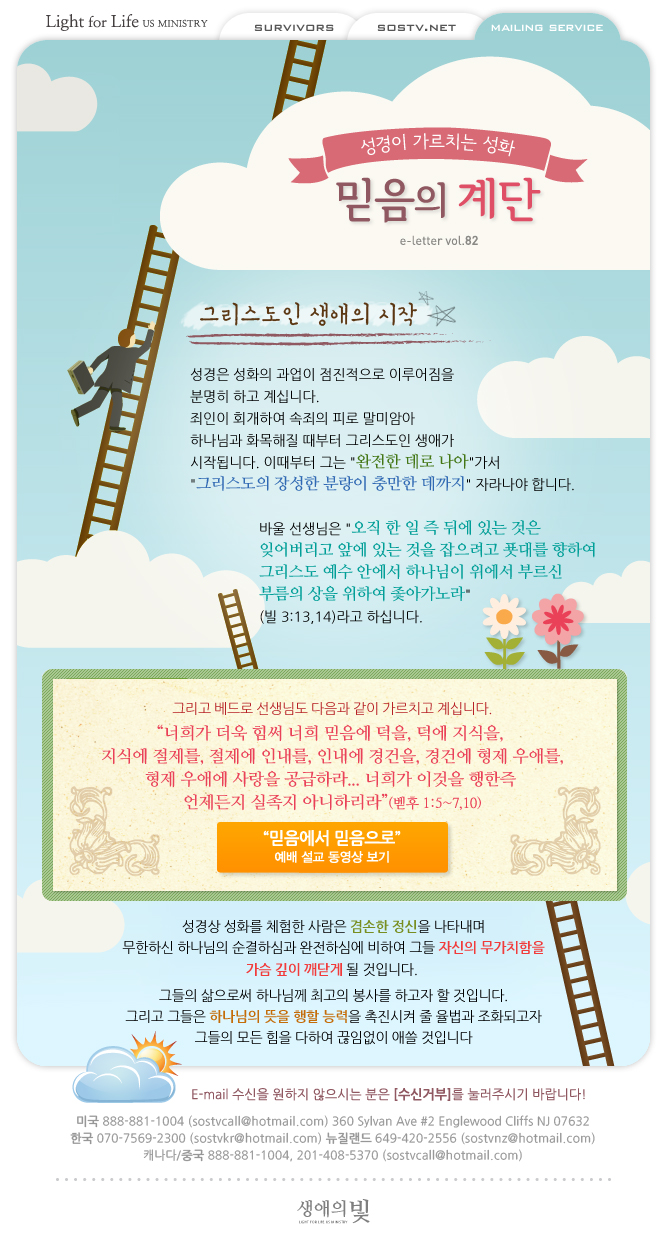 Light for Life US MINISTRY
SURVIVORS
SOSTV.NET
MAILING SERVICE
성경이 가르치는 성화
믿음의 계단
e-letter vol.82
그리스도인 생애의 시작
성경은 성화의 과업이 점진적으로 이루어짐을
분명히 하고 계십니다.
죄인이 회개하여 속죄의 피로 말미암아
하나님과 화목해질 때부터 그리스도인 생애가
시작됩니다. 이때부터 그는 "완전한 데로 나아"가서
"그리스도의 장성한 분량이 충만한 데까지" 자라나야 합니다.
바울 선생님은 "오직 한 일 즉 뒤에 있는 것은
잊어버리고 앞에 있는 것을 잡으려고 푯대를 향하여
그리스도 예수 안에서 하나님이 위에서 부르신
부름의 상을 위하여 좇아가노라"
(빌 3:13,14)라고 하십니다.
그리고 베드로 선생님도 다음과 같이 가르치고 계십니다.
“너희가 더욱 힘써 너희 믿음에 덕을, 덕에 지식을,
지식에 절제를, 절제에 인내를, 인내에 경건을, 경건에 형제 우애를,
형제 우애에 사랑을 공급하라... 너희가 이것을 행한즉
언제든지 실족지 아니하리라”(벧후 1:5~7,10)
“믿음에서 믿음으로”
예배 설교 동영상 보기
성경상 성화를 체험한 사람은 겸손한 정신을 나타내며
무한하신 하나님의 순결하심과 완전하심에 비하여 그들 자신의 무가치함을
가슴 깊이 깨닫게 될 것입니다.
그들의 삶으로써 하나님께 최고의 봉사를 하고자 할 것입니다.
그리고 그들은 하나님의 뜻을 행할 능력을 촉진시켜 줄 율법과 조화되고자
그들의 모든 힘을 다하여 끊임없이 애쓸 것입니다
E-mail 수신을 원하지 않으시는 분은 [수신거부]를 눌러주시기 바랍니다!
미국 888-881-1004 (sostvcall@hotmail.com) 360 Sylvan Ave #2 Englewood Cliffs NJ 07632
한국 070-7569-2300 (sostvkr@hotmail.com) 뉴질랜드 649-420-2556 (sostvnz@hotmail.com)
캐나다/중국 888-881-1004, 201-408-5370 (sostvcall@hotmail.com)
생애의빛
LIGHT FOR LIFE US MINISTRY